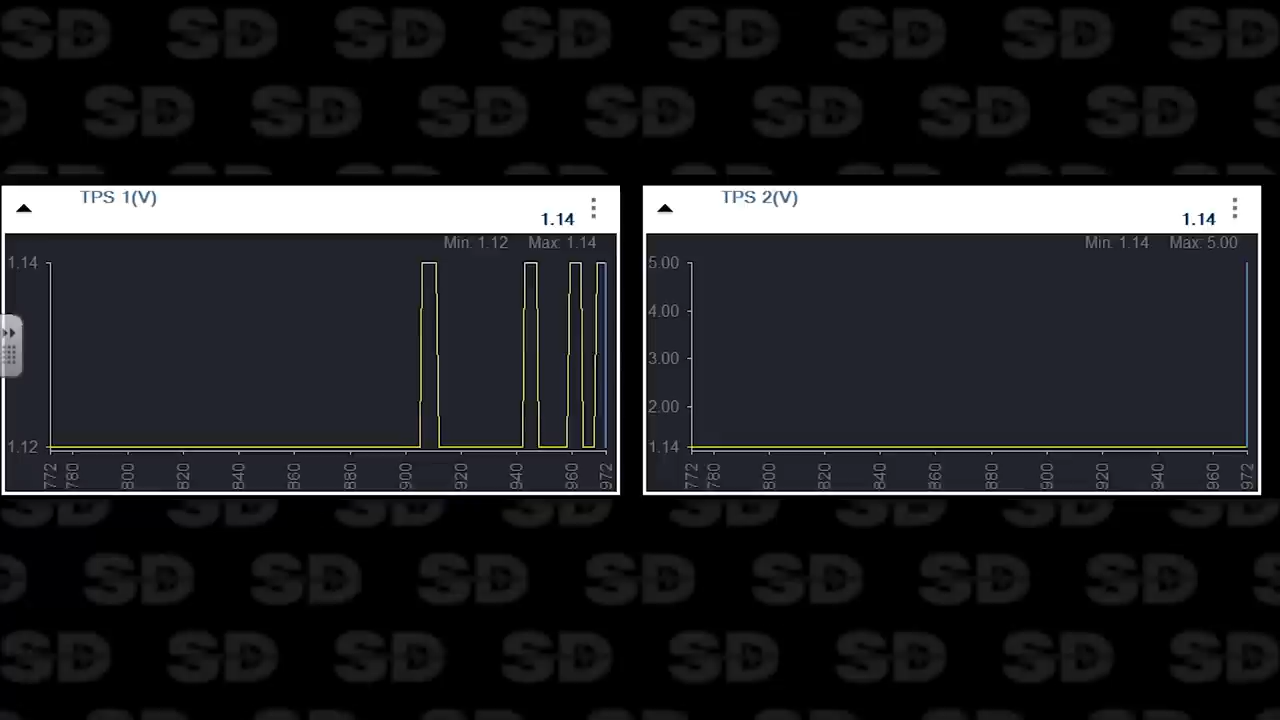 TPS 1(V)
1.14
Min: 1.12 Max: 1.14
1.14
1.12
772 780 800 820 840 860 880 900 920 940 960 972
TPS 2(V)
1.14
Min: 1.14 Max: 5.00
5.00
4.00
3.00
2.00
1.14
772 780 800 820 840 860 880 900 920 940 960 972
SD